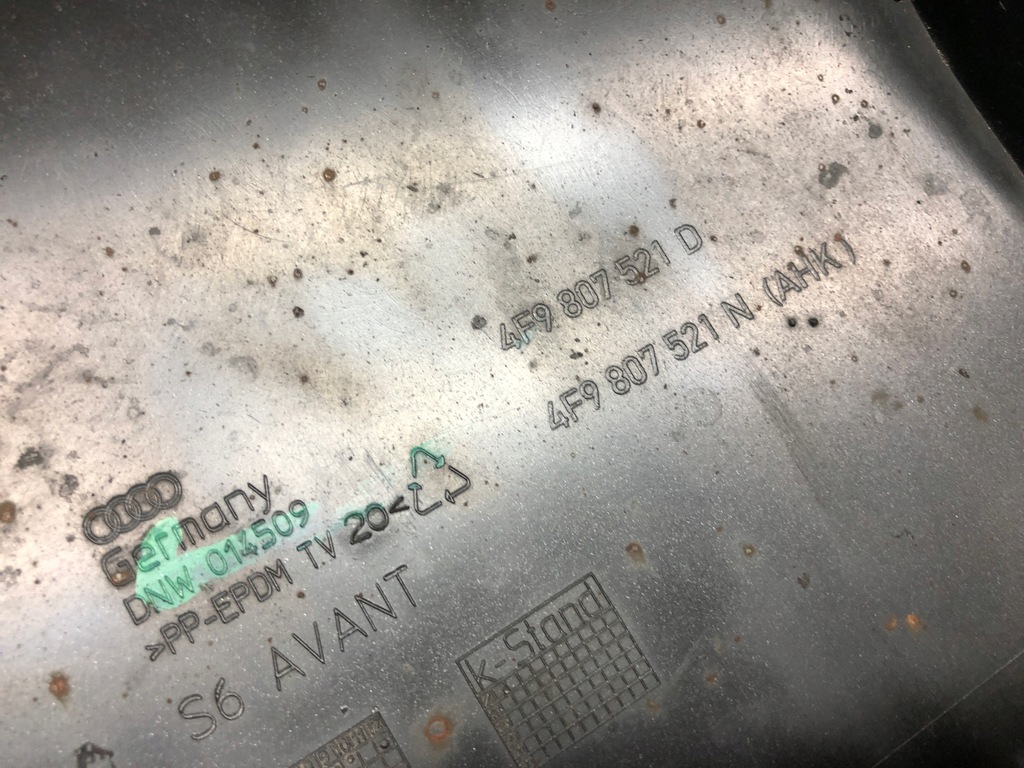 4F9 807 521 D
4F9 807 521 N (AHK)
Germany
DNW 014509
>PP-EPDM TV 20<
S6 AVANT
K-Stand